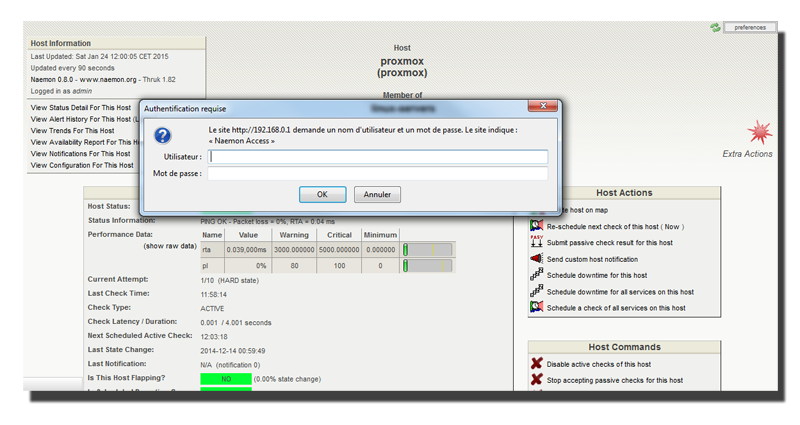 preferences
Host Information
Last Updated: Sat Jan 24 12:00:05 CET 2015
Updated every 90 seconds
Naemon 0.8.0 - www.naemon.org - Thruk 1.82
Logged in as admin
View Status Detail For This Host
View Alert History For This Host
View Trends For This Host
View Availability Report For This
View Notifications For This Host
View Configuration For This Host
Host
proxmox
(proxmox)
Member of
Extra Actions
Authentification requise
Le site http://192.168.0.1 demande un nom d'utilisateur et un mot de passe. Le site indique :
« Naemon Access »
Utilisateur :
Mot de passe :
OK Annuler
Host Status:
Status Information: PING OK - Packet loss = 0%, RTA = 0.04 ms
Performance Data:
(show raw data)
Name Value Warning Critical Minimum
rta 0.039,000ms 3000.000000 5000.000000 0.000000
pl 0% 80 100 0
Current Attempt: 1/10 (HARD state)
Last Check Time: 11:58:14
Check Type: ACTIVE
Check Latency / Duration: 0.001 / 4.001 seconds
Next Scheduled Active Check: 12:03:18
Last State Change: 2014-12-14 00:59:49
Last Notification: N/A (notification 0)
Is This Host Flapping? NO (0.00% state change)
Host Actions
host on map
Re-schedule next check of this host ( Now )
PASV
Submit passive check result for this host
Send custom host notification
Schedule downtime for this host
Schedule downtime for all services on this host
Schedule a check of all services on this host
Host Commands
Disable active checks of this host
Stop accepting passive checks for this host